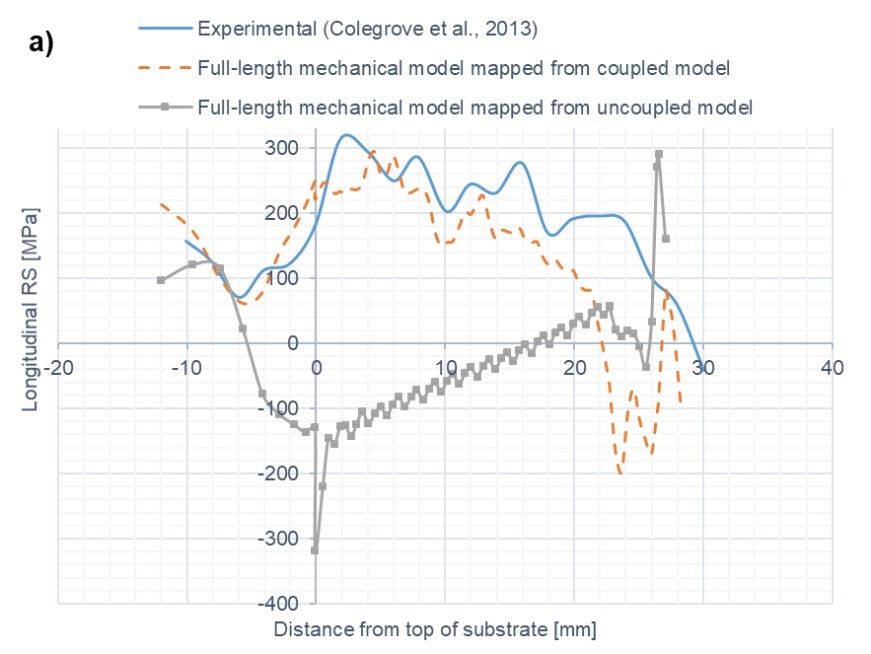 a)
Experimental (Colegrove et al., 2013)
Full-length mechanical model mapped from coupled model
Full-length mechanical model mapped from uncoupled model
Longitudinal RS [MPa]
300
200
100
0
-100
-200
-300
-400
-20
-10
0
10
20
30
40
Distance from top of substrate [mm]